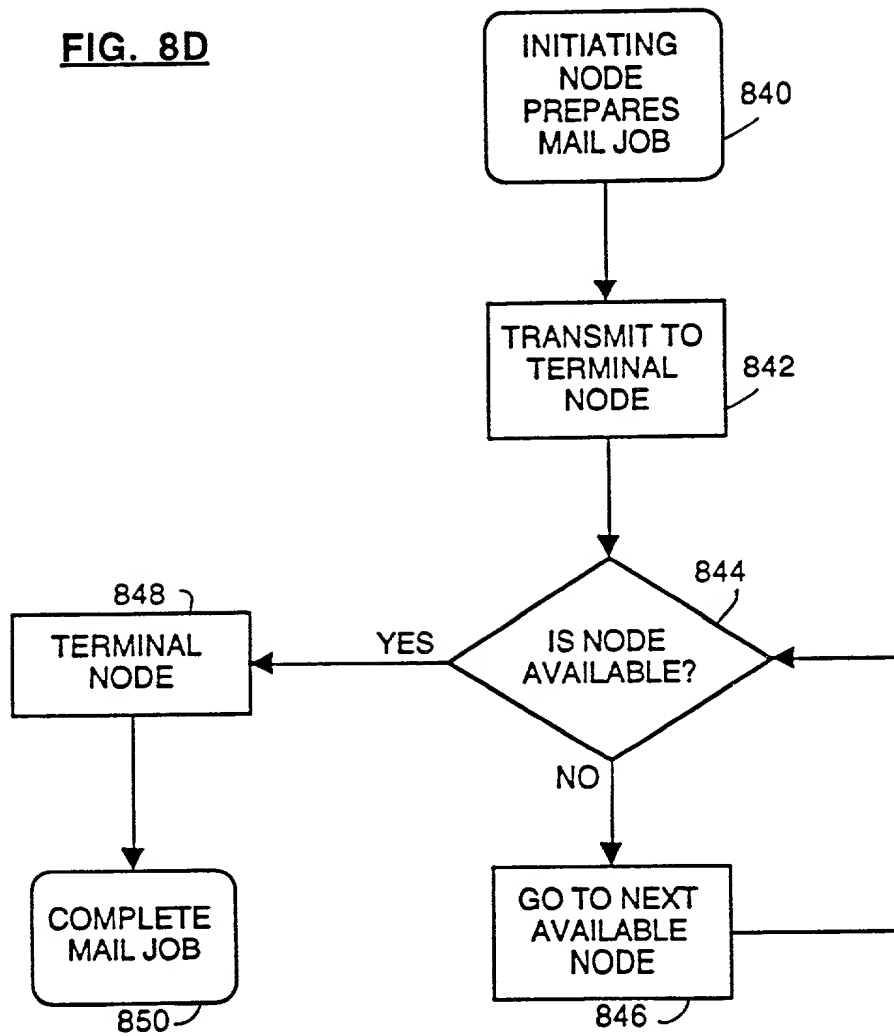 FIG. 8D
INITIATING
NODE
PREPARES
MAIL JOB
840
TRANSMIT TO
TERMINAL
NODE
842
844
IS NODE
AVAILABLE?
YES
NO
848
TERMINAL
NODE
COMPLETE
MAIL JOB
850
GO TO NEXT
AVAILABLE
NODE
846